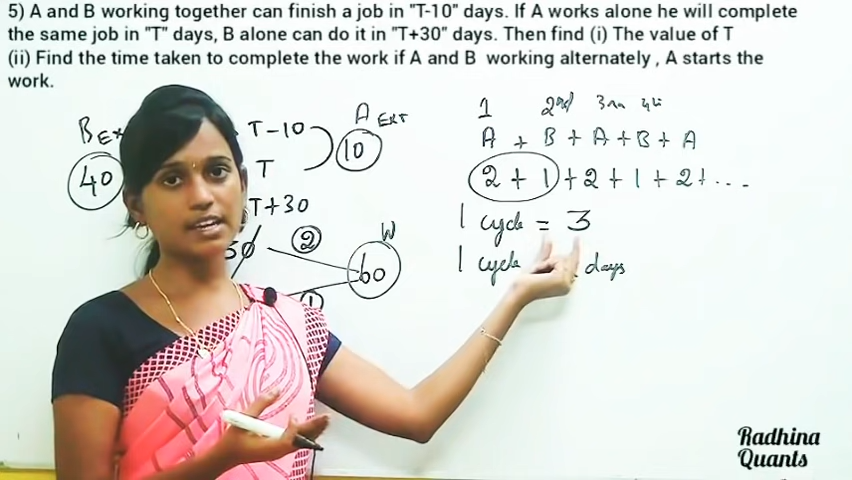 5) A and B working together can finish a job in "T-10" days. If A works alone he will complete
the same job in "T" days, B alone can do it in "T+30" days. Then find (i) The value of T
(ii) Find the time taken to complete the work if A and B working alternately , A starts the
work.
1 2nd 3rd 4th
B EX A EXT
T-10
A + B + A + B + A
40 T 10
2 + 1 + 2 + 1 + 2 + ...
T+30
1 cycle = 3
30 2 W
60
1 cycle days
1
Radhina
Quants